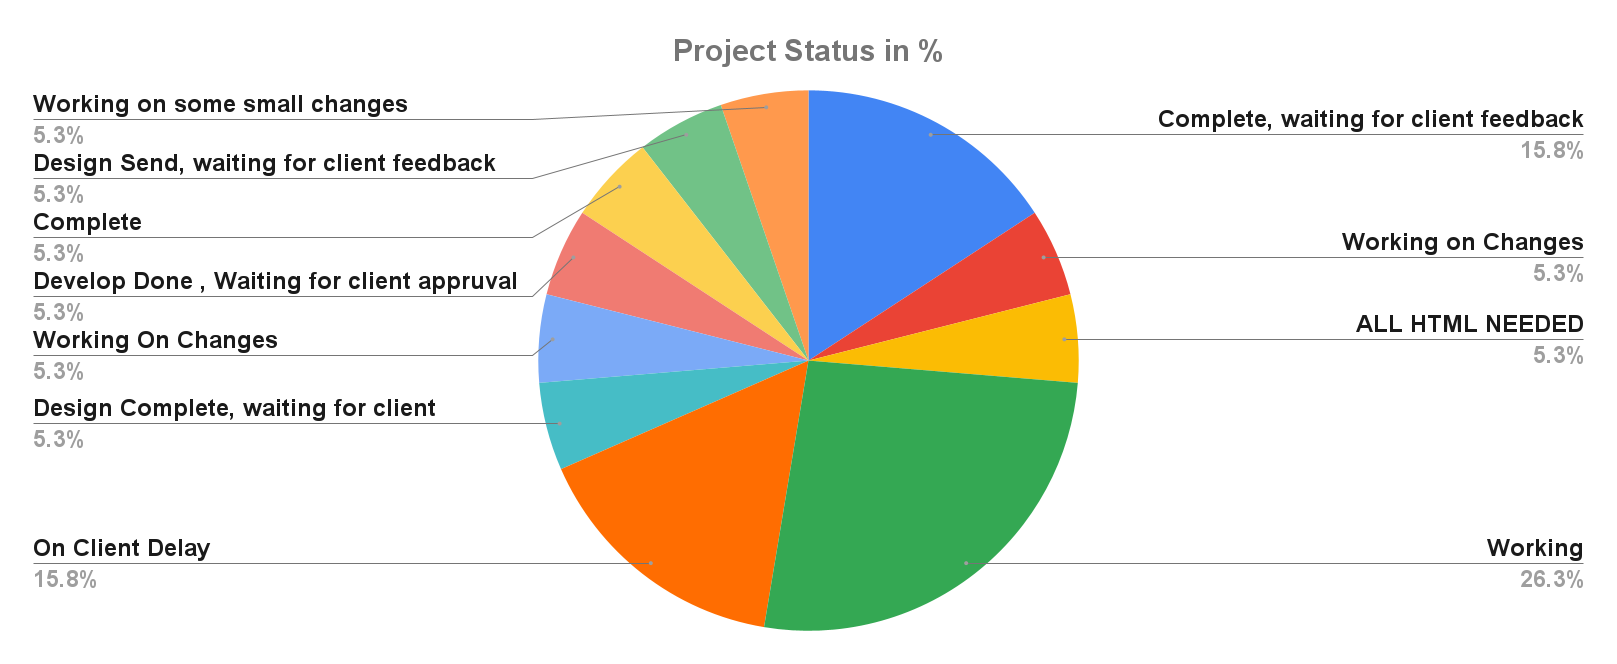 Project Status in %
Working on some small changes
5.3%
Design Send, waiting for client feedback
5.3%
Complete
5.3%
Develop Done , Waiting for client appruval
5.3%
Working On Changes
5.3%
Design Complete, waiting for client
5.3%
On Client Delay
15.8%
Complete, waiting for client feedback
15.8%
Working on Changes
5.3%
ALL HTML NEEDED
5.3%
Working
26.3%